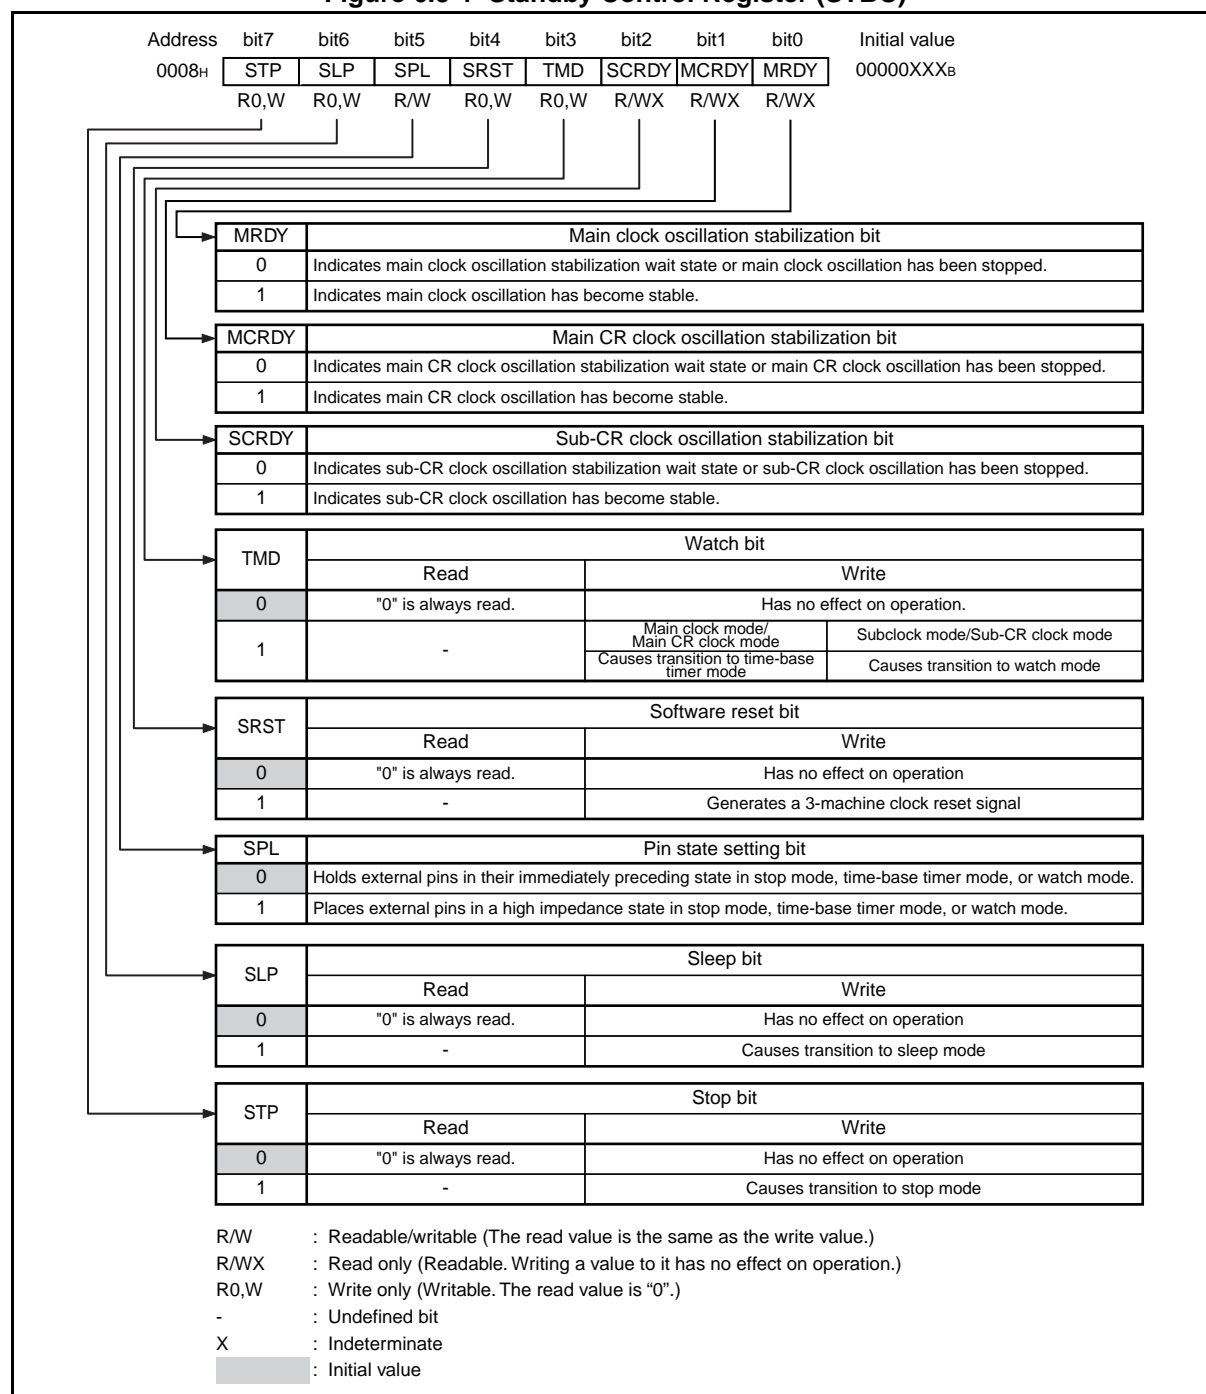 Address bit7 bit6 bit5 bit4 bit3 bit2 bit1 bit0 Initial value
0008H STP SLP SPL SRST TMD SCRDY MCRDY MRDY 00000XXXB
R0,W R0,W R/W R0,W R0,W R/WX R/WX R/WX
MRDY Main clock oscillation stabilization bit
0 Indicates main clock oscillation stabilization wait state or main clock oscillation has been stopped.
1 Indicates main clock oscillation has become stable.
MCRDY Main CR clock oscillation stabilization bit
0 Indicates main CR clock oscillation stabilization wait state or main CR clock oscillation has been stopped.
1 Indicates main CR clock oscillation has become stable.
SCRDY Sub-CR clock oscillation stabilization bit
0 Indicates sub-CR clock oscillation stabilization wait state or sub-CR clock oscillation has been stopped.
1 Indicates sub-CR clock oscillation has become stable.
TMD Watch bit
Read Write
0 "0" is always read. Has no effect on operation.
1 - Main clock mode/ Main CR clock mode Subclock mode/Sub-CR clock mode
Causes transition to time-base timer mode Causes transition to watch mode
SRST Software reset bit
Read Write
0 "0" is always read. Has no effect on operation
1 - Generates a 3-machine clock reset signal
SPL Pin state setting bit
0 Holds external pins in their immediately preceding state in stop mode, time-base timer mode, or watch mode.
1 Places external pins in a high impedance state in stop mode, time-base timer mode, or watch mode.
SLP Sleep bit
Read Write
0 "0" is always read. Has no effect on operation
1 - Causes transition to sleep mode
STP Stop bit
Read Write
0 "0" is always read. Has no effect on operation
1 - Causes transition to stop mode
R/W : Readable/writable (The read value is the same as the write value.)
R/WX : Read only (Readable. Writing a value to it has no effect on operation.)
R0,W : Write only (Writable. The read value is “0”.)
- : Undefined bit
X : Indeterminate
: Initial value